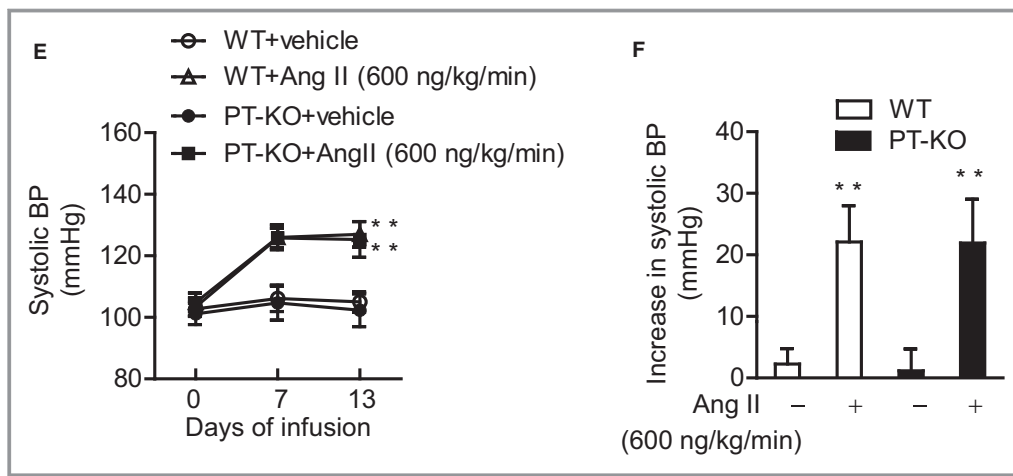 E
WT+vehicle
WT+Ang II (600 ng/kg/min)
PT-KO+vehicle
PT-KO+AngII (600 ng/kg/min)
160
140
120
100
80
Systolic BP
(mmHg)
* *
* *
0 7 13
Days of infusion
F
WT
PT-KO
40
30
20
10
0
Increase in systolic BP
(mmHg)
* *
* *
Ang II − + − +
(600 ng/kg/min)